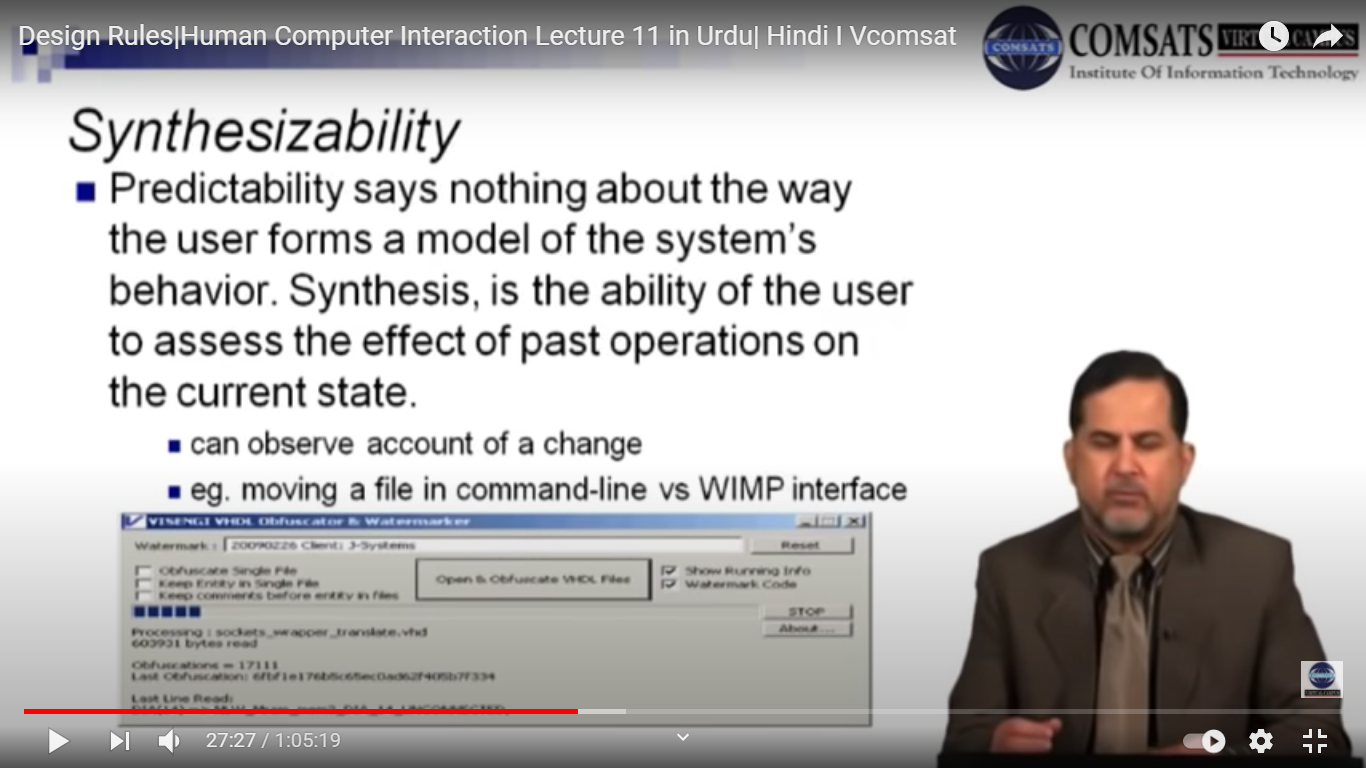 Design Rules|Human Computer Interaction Lecture 11 in Urdu| Hindi I Vcomsat
COMSATS
COMSATS
Institute Of Information Technology
Synthesizability
Predictability says nothing about the way
the user forms a model of the system's
behavior. Synthesis, is the ability of the user
to assess the effect of past operations on
the current state.
can observe account of a change
eg. moving a file in command-line vs WIMP interface
VISENGI VHDL Obfuscator & Watermarker
Watermark : 20090226 Client: J-Systems Reset
Obfuscate Single File
Keep Entity in Single File
Keep comments before entity in files
Open & Obfuscate VHDL Files
Show Running Info
Watermark Code
STOP
About...
Processing : sockets_wrapper_translate.vhd
603931 bytes read
Obfuscations = 17111
Last Obfuscation:
Last Line Read:
27:27 / 1:05:19